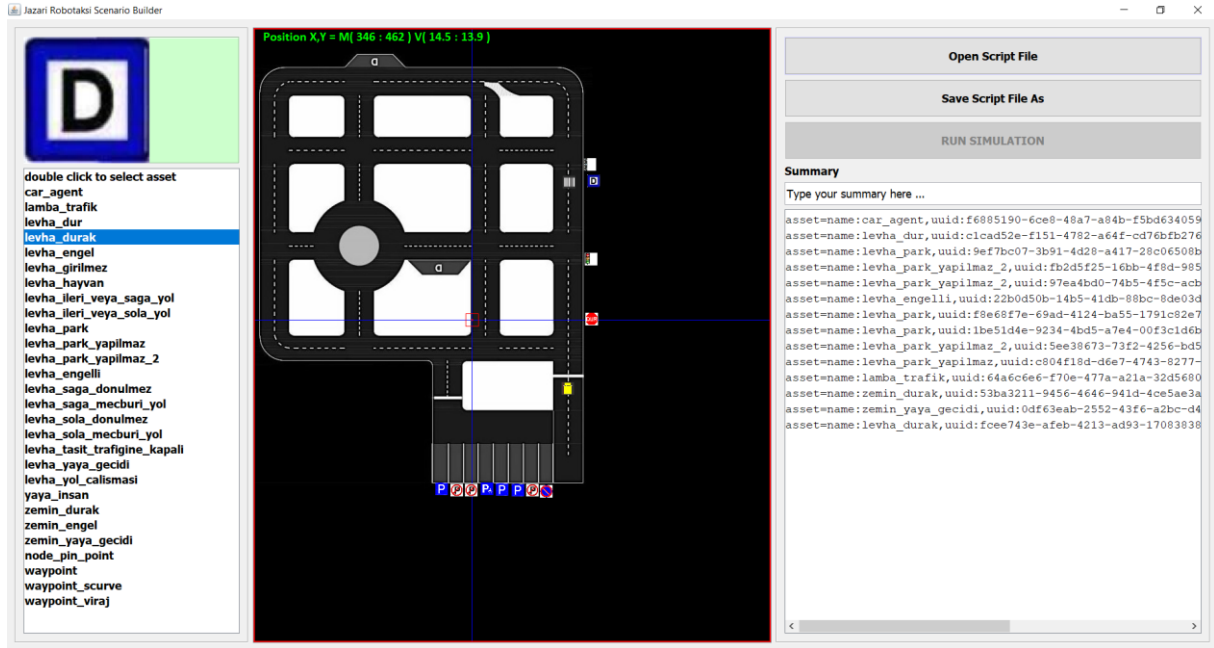 Jazari Robotaksi Scenario Builder
D
double click to select asset
car_agent
lamba_trafik
levha_dur
levha_durak
levha_engel
levha_girilmez
levha_hayvan
levha_ileri_veya_saga_yol
levha_ileri_veya_sola_yol
levha_park
levha_park_yapilmaz
levha_park_yapilmaz_2
levha_engelli
levha_saga_donulmez
levha_saga_mecburi_yol
levha_sola_donulmez
levha_sola_mecburi_yol
levha_tasit_trafigine_kapali
levha_yaya_gecidi
levha_yol_calismasi
yaya_insan
zemin_durak
zemin_engel
zemin_yaya_gecidi
node_pin_point
waypoint
waypoint_scurve
waypoint_viraj
Position X,Y = M( 346 : 462 ) V( 14.5 : 13.9 )
D
D
D
DUR
P P P P P P P
Open Script File
Save Script File As
RUN SIMULATION
Summary
Type your summary here ...
asset=name:car_agent,uuid:f6885190-6ce8-48a7-a84b-f5bd634059
asset=name:levha_dur,uuid:c1cad52e-f151-4782-a64f-cd76bfb276
asset=name:levha_park,uuid:9ef7bc07-3b91-4d28-a417-28c06508b
asset=name:levha_park_yapilmaz_2,uuid:fb2d5f25-16bb-4f8d-985
asset=name:levha_park_yapilmaz_2,uuid:97ea4bd0-74b5-4f5c-acb
asset=name:levha_engelli,uuid:22b0d50b-14b5-41db-88bc-8de03d
asset=name:levha_park,uuid:f8e68f7e-69ad-4124-ba55-1791c82e7
asset=name:levha_park,uuid:1be51d4e-9234-4bd5-a7e4-00f3c1d6b
asset=name:levha_park_yapilmaz_2,uuid:5ee38673-73f2-4256-bd5
asset=name:levha_park_yapilmaz,uuid:c804f18d-d6e7-4743-8277-
asset=name:lamba_trafik,uuid:64a6c6e6-f70e-477a-a21a-32d5680
asset=name:zemin_durak,uuid:53ba3211-9456-4646-941d-4ce5ae3a
asset=name:zemin_yaya_gecidi,uuid:0df63eab-2552-43f6-a2bc-d4
asset=name:levha_durak,uuid:fcee743e-afeb-4213-ad93-17083838